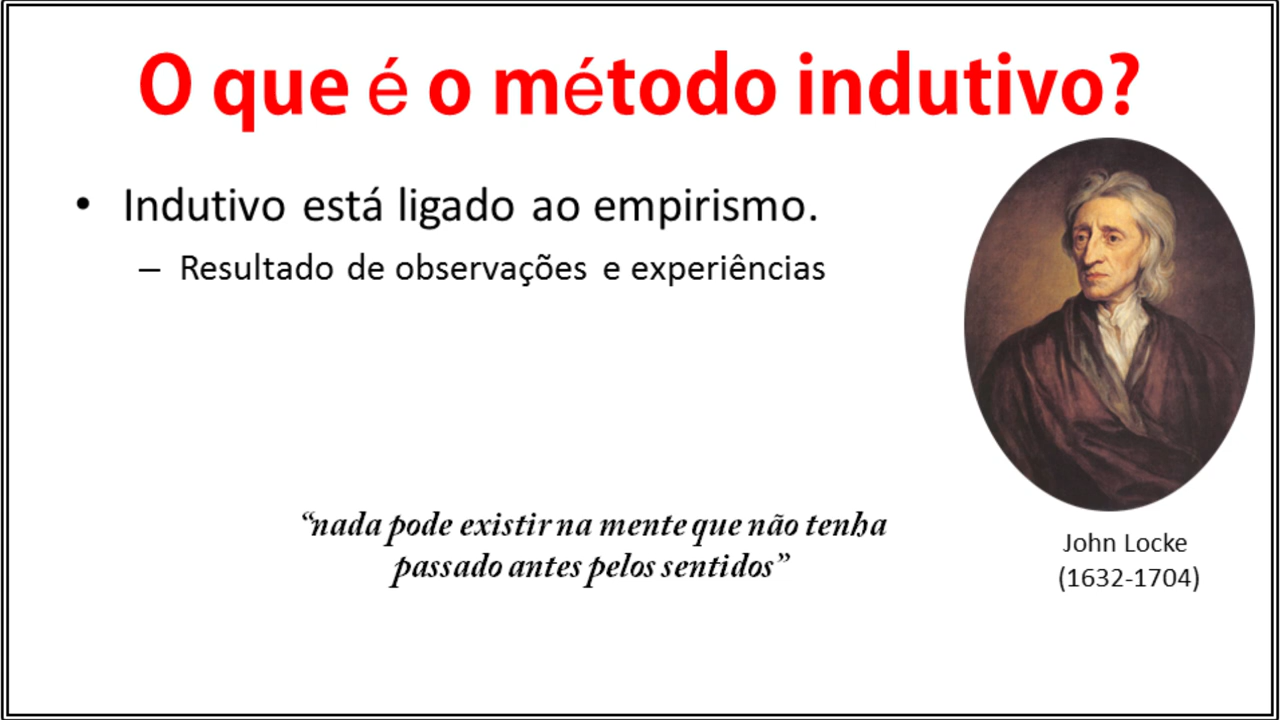 O que é o método indutivo?
• Indutivo está ligado ao empirismo.
– Resultado de observações e experiências
“nada pode existir na mente que não tenha
passado antes pelos sentidos”
John Locke
(1632-1704)